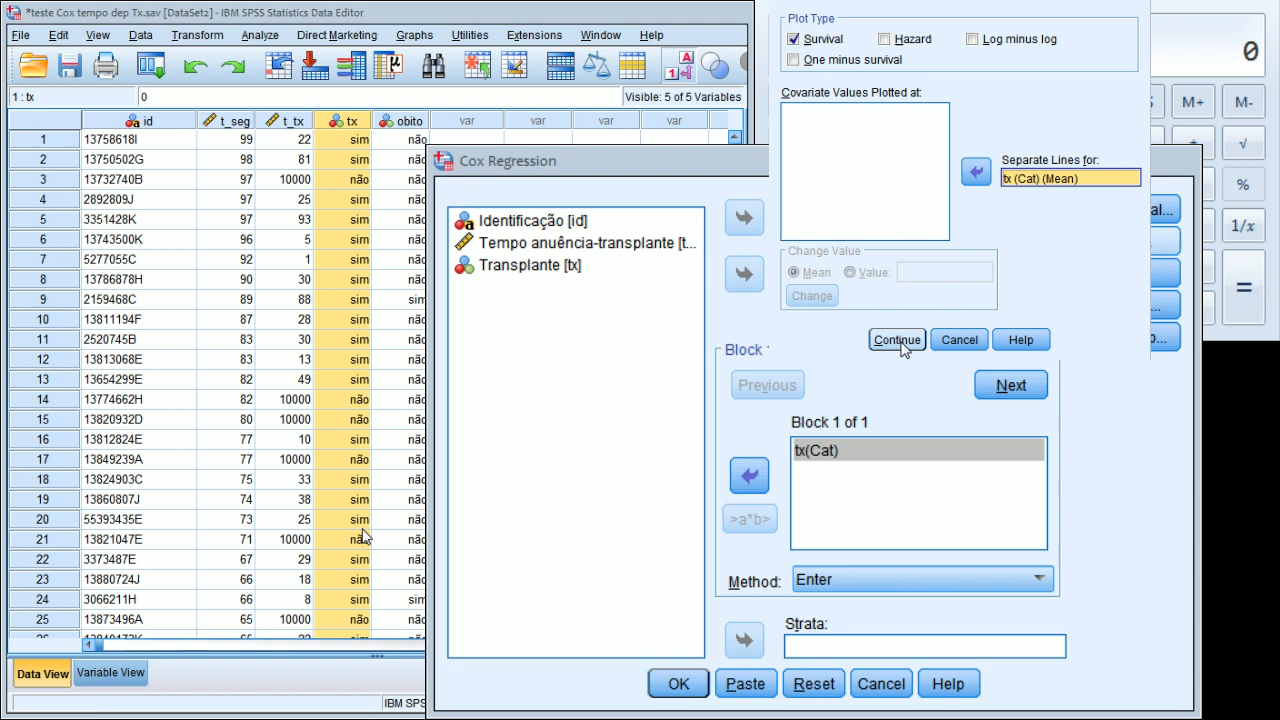 *teste Cox tempo dep Tx.sav [DataSet2] - IBM SPSS Statistics Data Editor
File Edit View Data Transform Analyze Direct Marketing Graphs Utilities Extensions Window Help
1 : tx 0 Visible: 5 of 5 Variables
id t_seg t_tx tx obito var var var var
1 13758618I 99 22 sim não
2 13750502G 98 81 sim não
3 13732740B 97 10000 não não
4 2892809J 97 25 sim não
5 3351428K 97 93 sim não
6 13743500K 96 5 sim não
7 5277055C 92 1 sim não
8 13786878H 90 30 sim não
9 2159468C 89 88 sim sim
10 13811194F 87 28 sim não
11 2520745B 83 30 sim não
12 13813068E 83 13 sim não
13 13654299E 82 49 sim não
14 13774662H 82 10000 não não
15 13820932D 80 10000 não não
16 13812824E 77 10 sim não
17 13849239A 77 10000 não não
18 13824903C 75 33 sim não
19 13860807J 74 38 sim não
20 55393435E 73 25 sim não
21 13821047E 71 10000 não não
22 3373487E 67 29 sim não
23 13880724J 66 18 sim não
24 3066211H 66 8 sim sim
25 13873496A 65 10000 não não
Data View Variable View
IBM SPS
Cox Regression
Identificação [id]
Tempo anuência-transplante [t...
Transplante [tx]
Plot Type
Survival Hazard Log minus log
One minus survival
Covariate Values Plotted at:
Separate Lines for:
tx (Cat) (Mean)
Change Value
Mean Value:
Change
Continue Cancel Help
Block
Previous Next
Block 1 of 1
tx(Cat)
>a*b>
Method: Enter
Strata:
OK Paste Reset Cancel Help
0
M+ M-
√
%
1/x
=
al...